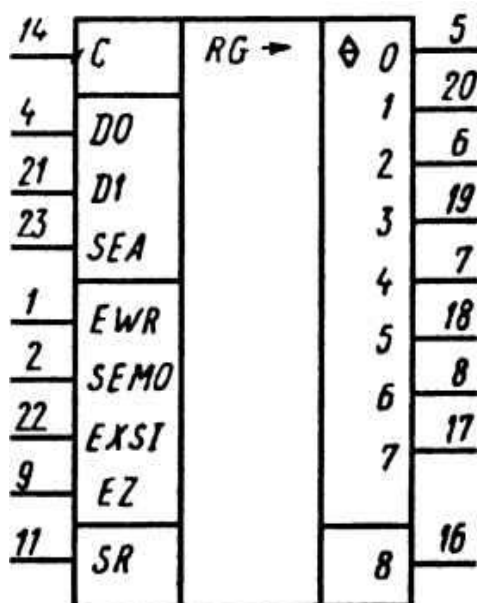 14 C RG → 0 5
1 20
4 D0
2 6
21 D1
3 19
23 SEA
4 7
1 EWR
5 18
2 SEM0
6 8
22 EXSI
7 17
9 EZ
11 SR 8 16